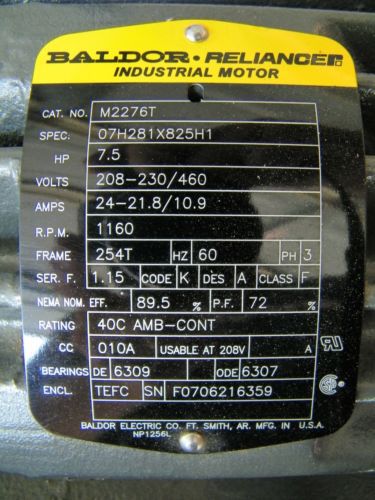 BALDOR • RELIANCER
INDUSTRIAL MOTOR
CAT. NO. M2276T
SPEC: 07H281X825H1
HP 7.5
VOLTS 208-230/460
AMPS 24-21.8/10.9
R.P.M. 1160
FRAME 254T HZ 60 PH 3
SER. F. 1.15 CODE K DES A CLASS F
NEMA NOM. EFF. 89.5 % P.F. 72 %
RATING 40C AMB-CONT
CC 010A USABLE AT 208V A
BEARINGS DE 6309 ODE 6307
ENCL. TEFC SN F0706216359
BALDOR ELECTRIC CO. FT. SMITH, AR. MFG. IN U.S.A.
NP1256L